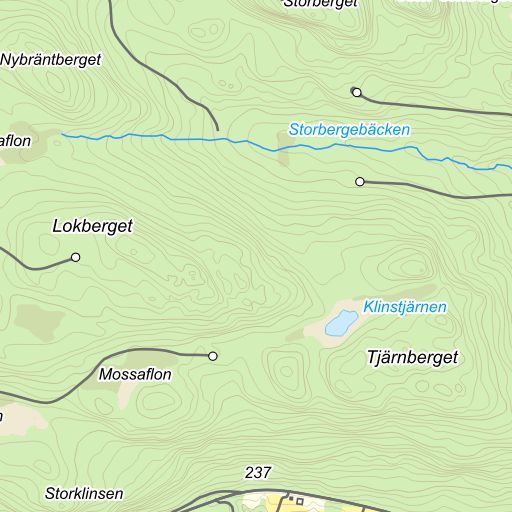 Storberget
Nybräntberget
Storbergebäcken
aflon
Lokberget
Klinstjärnen
Tjärnberget
Mossaflon
n
237
Storklinsen